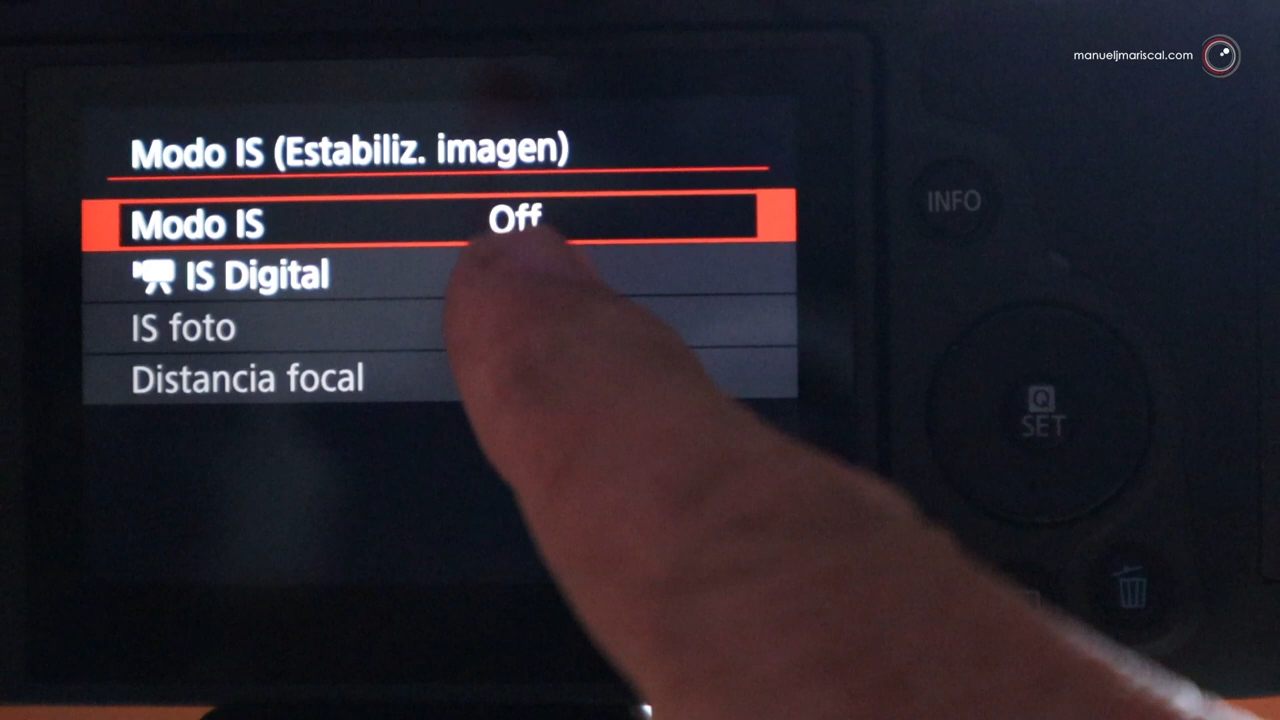 manueljmariscal.com
Modo IS (Estabiliz. imagen)
Modo IS Off
IS Digital
IS foto
Distancia focal
INFO
Q
SET